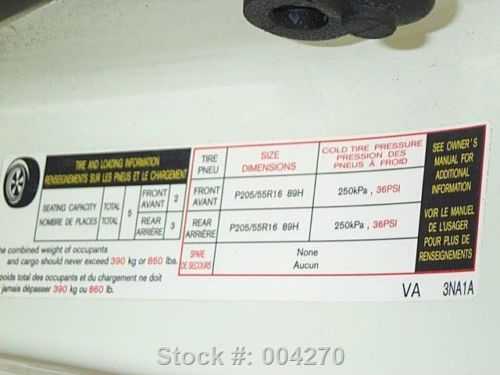 TIRE AND LOADING INFORMATION
RENSEIGNEMENTS SUR LES PNEUS ET LE CHARGEMENT
SEATING CAPACITY TOTAL 5 FRONT AVANT 2
NOMBRE DE PLACES TOTAL REAR ARRIÈRE 3
The combined weight of occupants
and cargo should never exceed 390 kg or 860 lbs.
poids total des occupants et du chargement ne doit
jamais dépasser 390 kg ou 860 lb.
TIRE PNEU
SIZE DIMENSIONS
COLD TIRE PRESSURE
PRESSION DES
PNEUS À FROID
FRONT AVANT P205/55R16 89H 250kPa , 36PSI
REAR ARRIÈRE P205/55R16 89H 250kPa , 36PSI
SPARE DE SECOURS None Aucun
SEE OWNER'S
MANUAL FOR
ADDITIONAL
INFORMATION
VOIR LE MANUEL
DE L'USAGER
POUR PLUS DE
RENSEIGNEMENTS
VA 3NA1A
Stock #: 004270